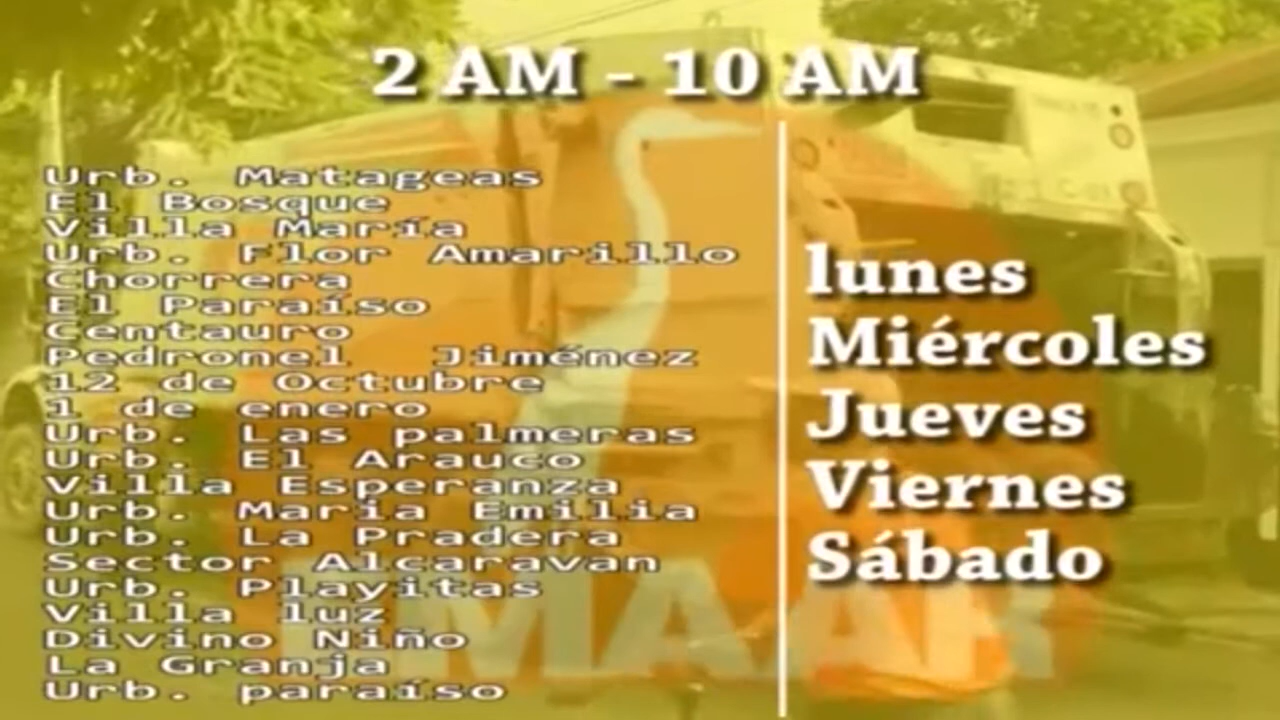 2 AM - 10 AM
Urb. Matageas
El Bosque
Villa María
Urb. Flor Amarillo
Chorrera
El Paraíso
Centauro
Pedronel Jiménez
12 de Octubre
1 de enero
Urb. Las palmeras
Urb. El Arauco
Villa Esperanza
Urb. María Emilia
Urb. La Pradera
Sector Alcaravan
Urb. Playitas
Villa luz
Divino Niño
La Granja
Urb. paraíso
lunes
Miércoles
Jueves
Viernes
Sábado
EMAAR